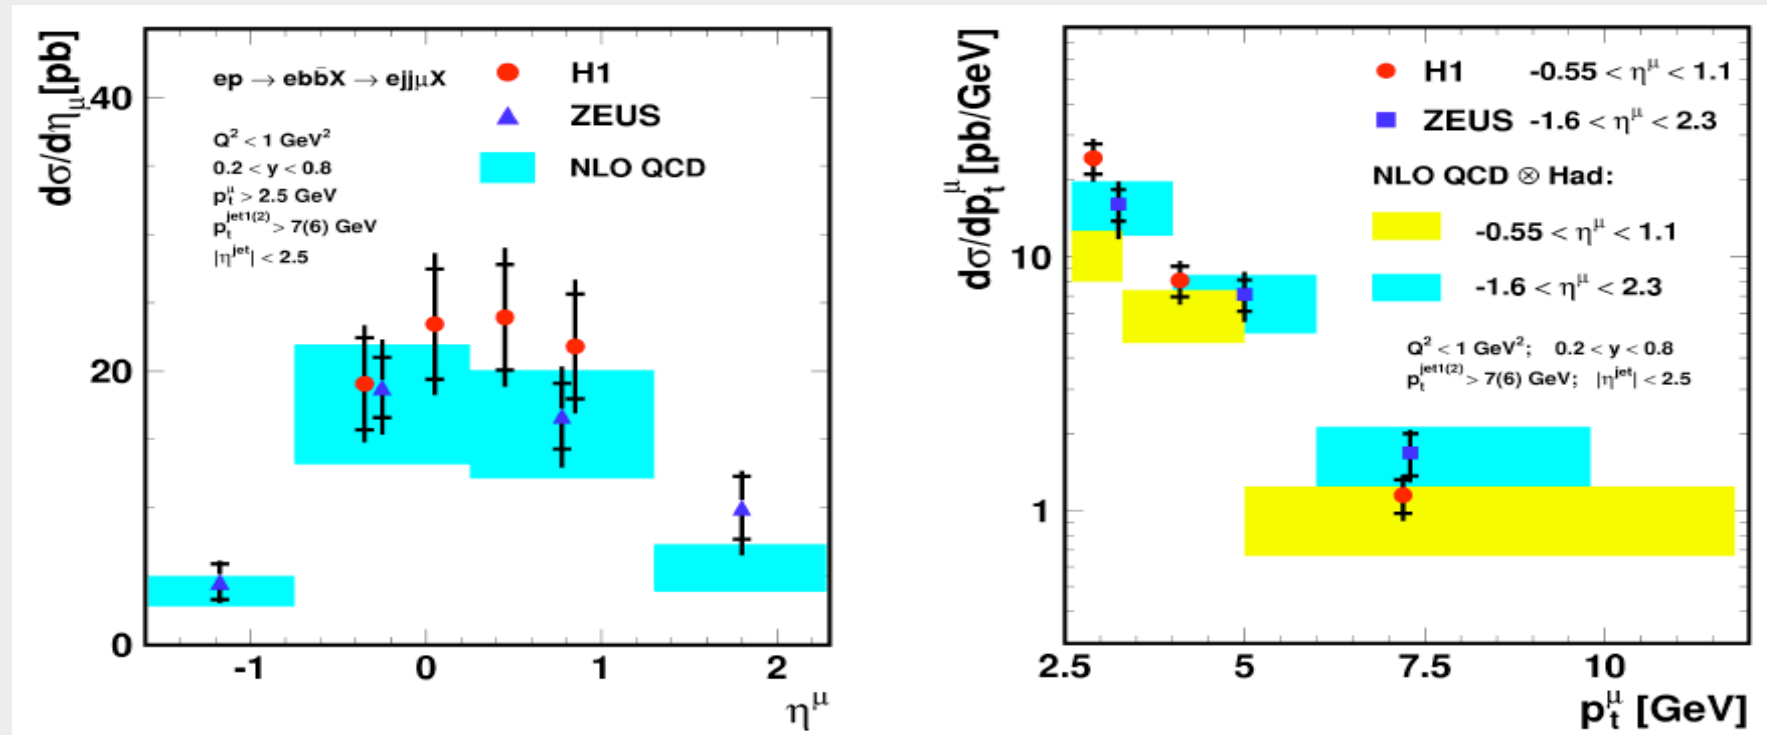 dσ/dη_μ[pb]
ep → ebb̄X → ejjμX
Q² < 1 GeV²
0.2 < y < 0.8
p_t^μ > 2.5 GeV
p_t^jet1(2) > 7(6) GeV
|η^jet| < 2.5
H1
ZEUS
NLO QCD
40
20
0
-1 0 1 2
η^μ
dσ/dp_t^μ[pb/GeV]
H1 -0.55 < η^μ < 1.1
ZEUS -1.6 < η^μ < 2.3
NLO QCD ⊗ Had:
-0.55 < η^μ < 1.1
-1.6 < η^μ < 2.3
Q² < 1 GeV²; 0.2 < y < 0.8
p_t^jet1(2) > 7(6) GeV; |η^jet| < 2.5
10
1
2.5 5 7.5 10
p_t^μ [GeV]